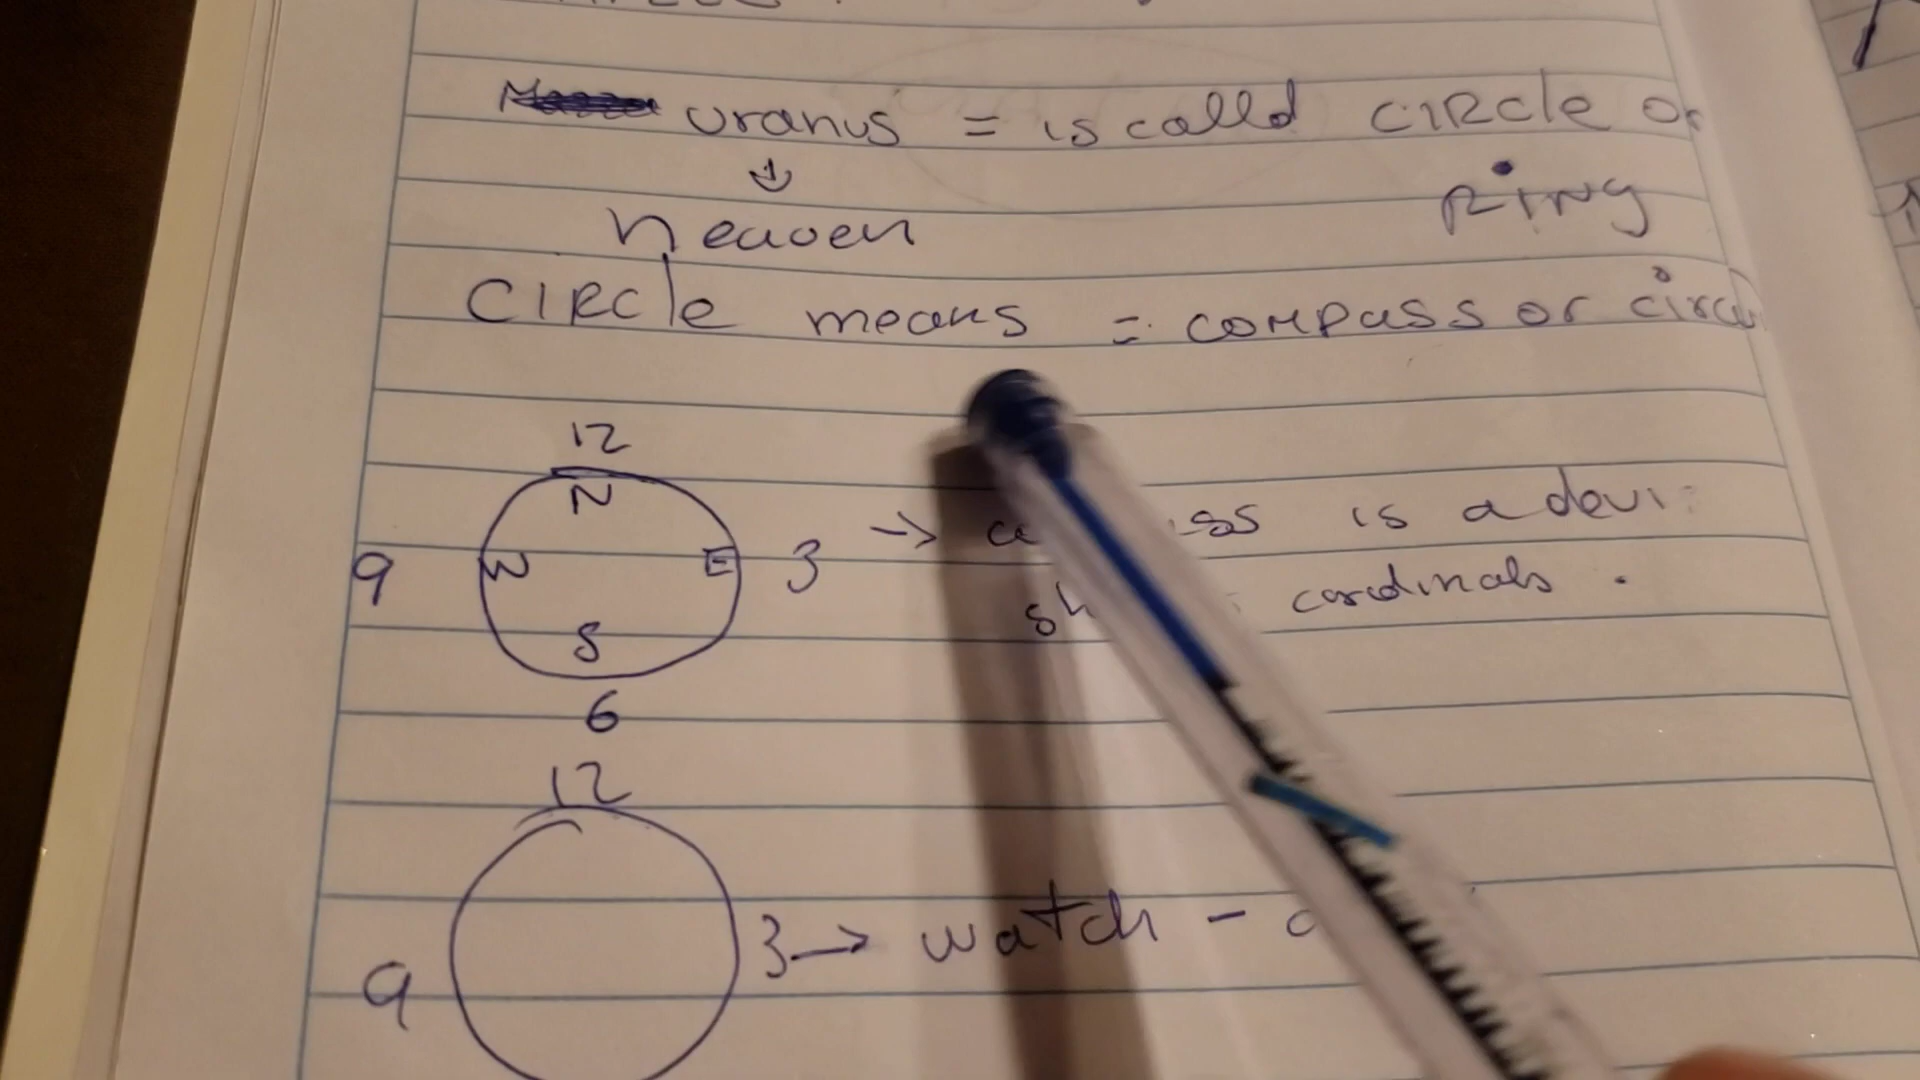 uranus = is called CIRcle or
Ring
heaven
CIRcle means = compass or
12
N
W E
9 3 → is a
cardinals.
S
6
12
3 → watch -
9